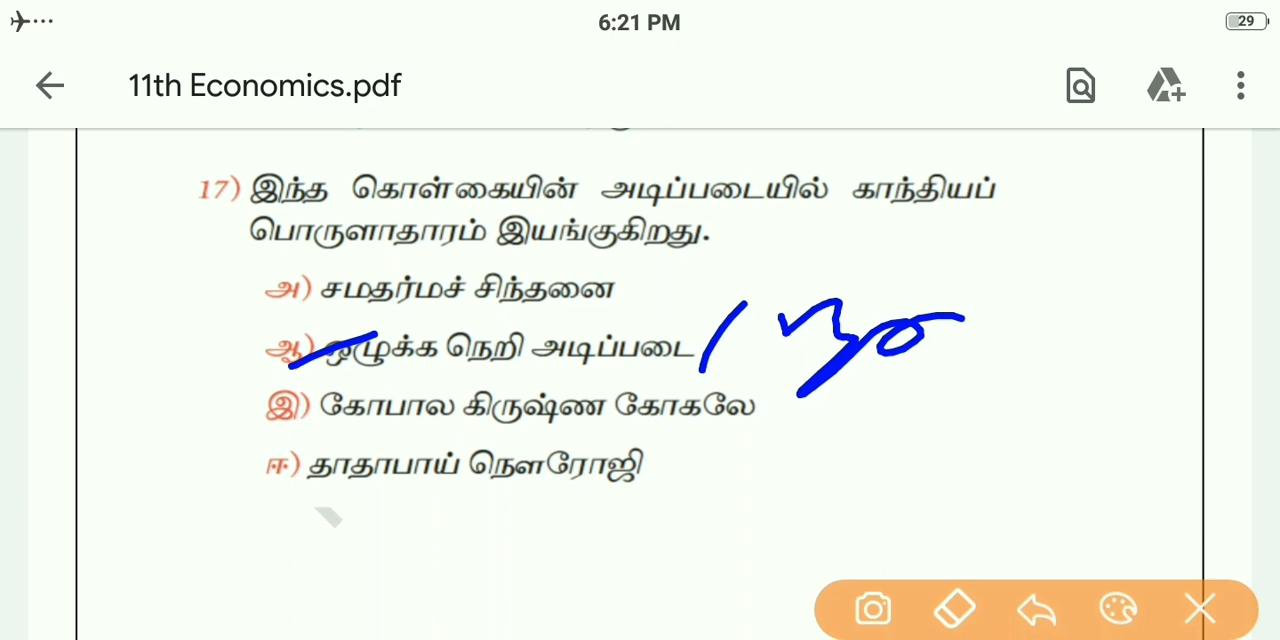 6:21 PM
29
11th Economics.pdf
17) இந்த கொள்கையின் அடிப்படையில் காந்தியப்
பொருளாதாரம் இயங்குகிறது.
அ) சமதர்மச் சிந்தனை
ஆ) ஒழுக்க நெறி அடிப்படை
இ) கோபால கிருஷ்ண கோகலே
ஈ) தாதாபாய் நௌரோஜி